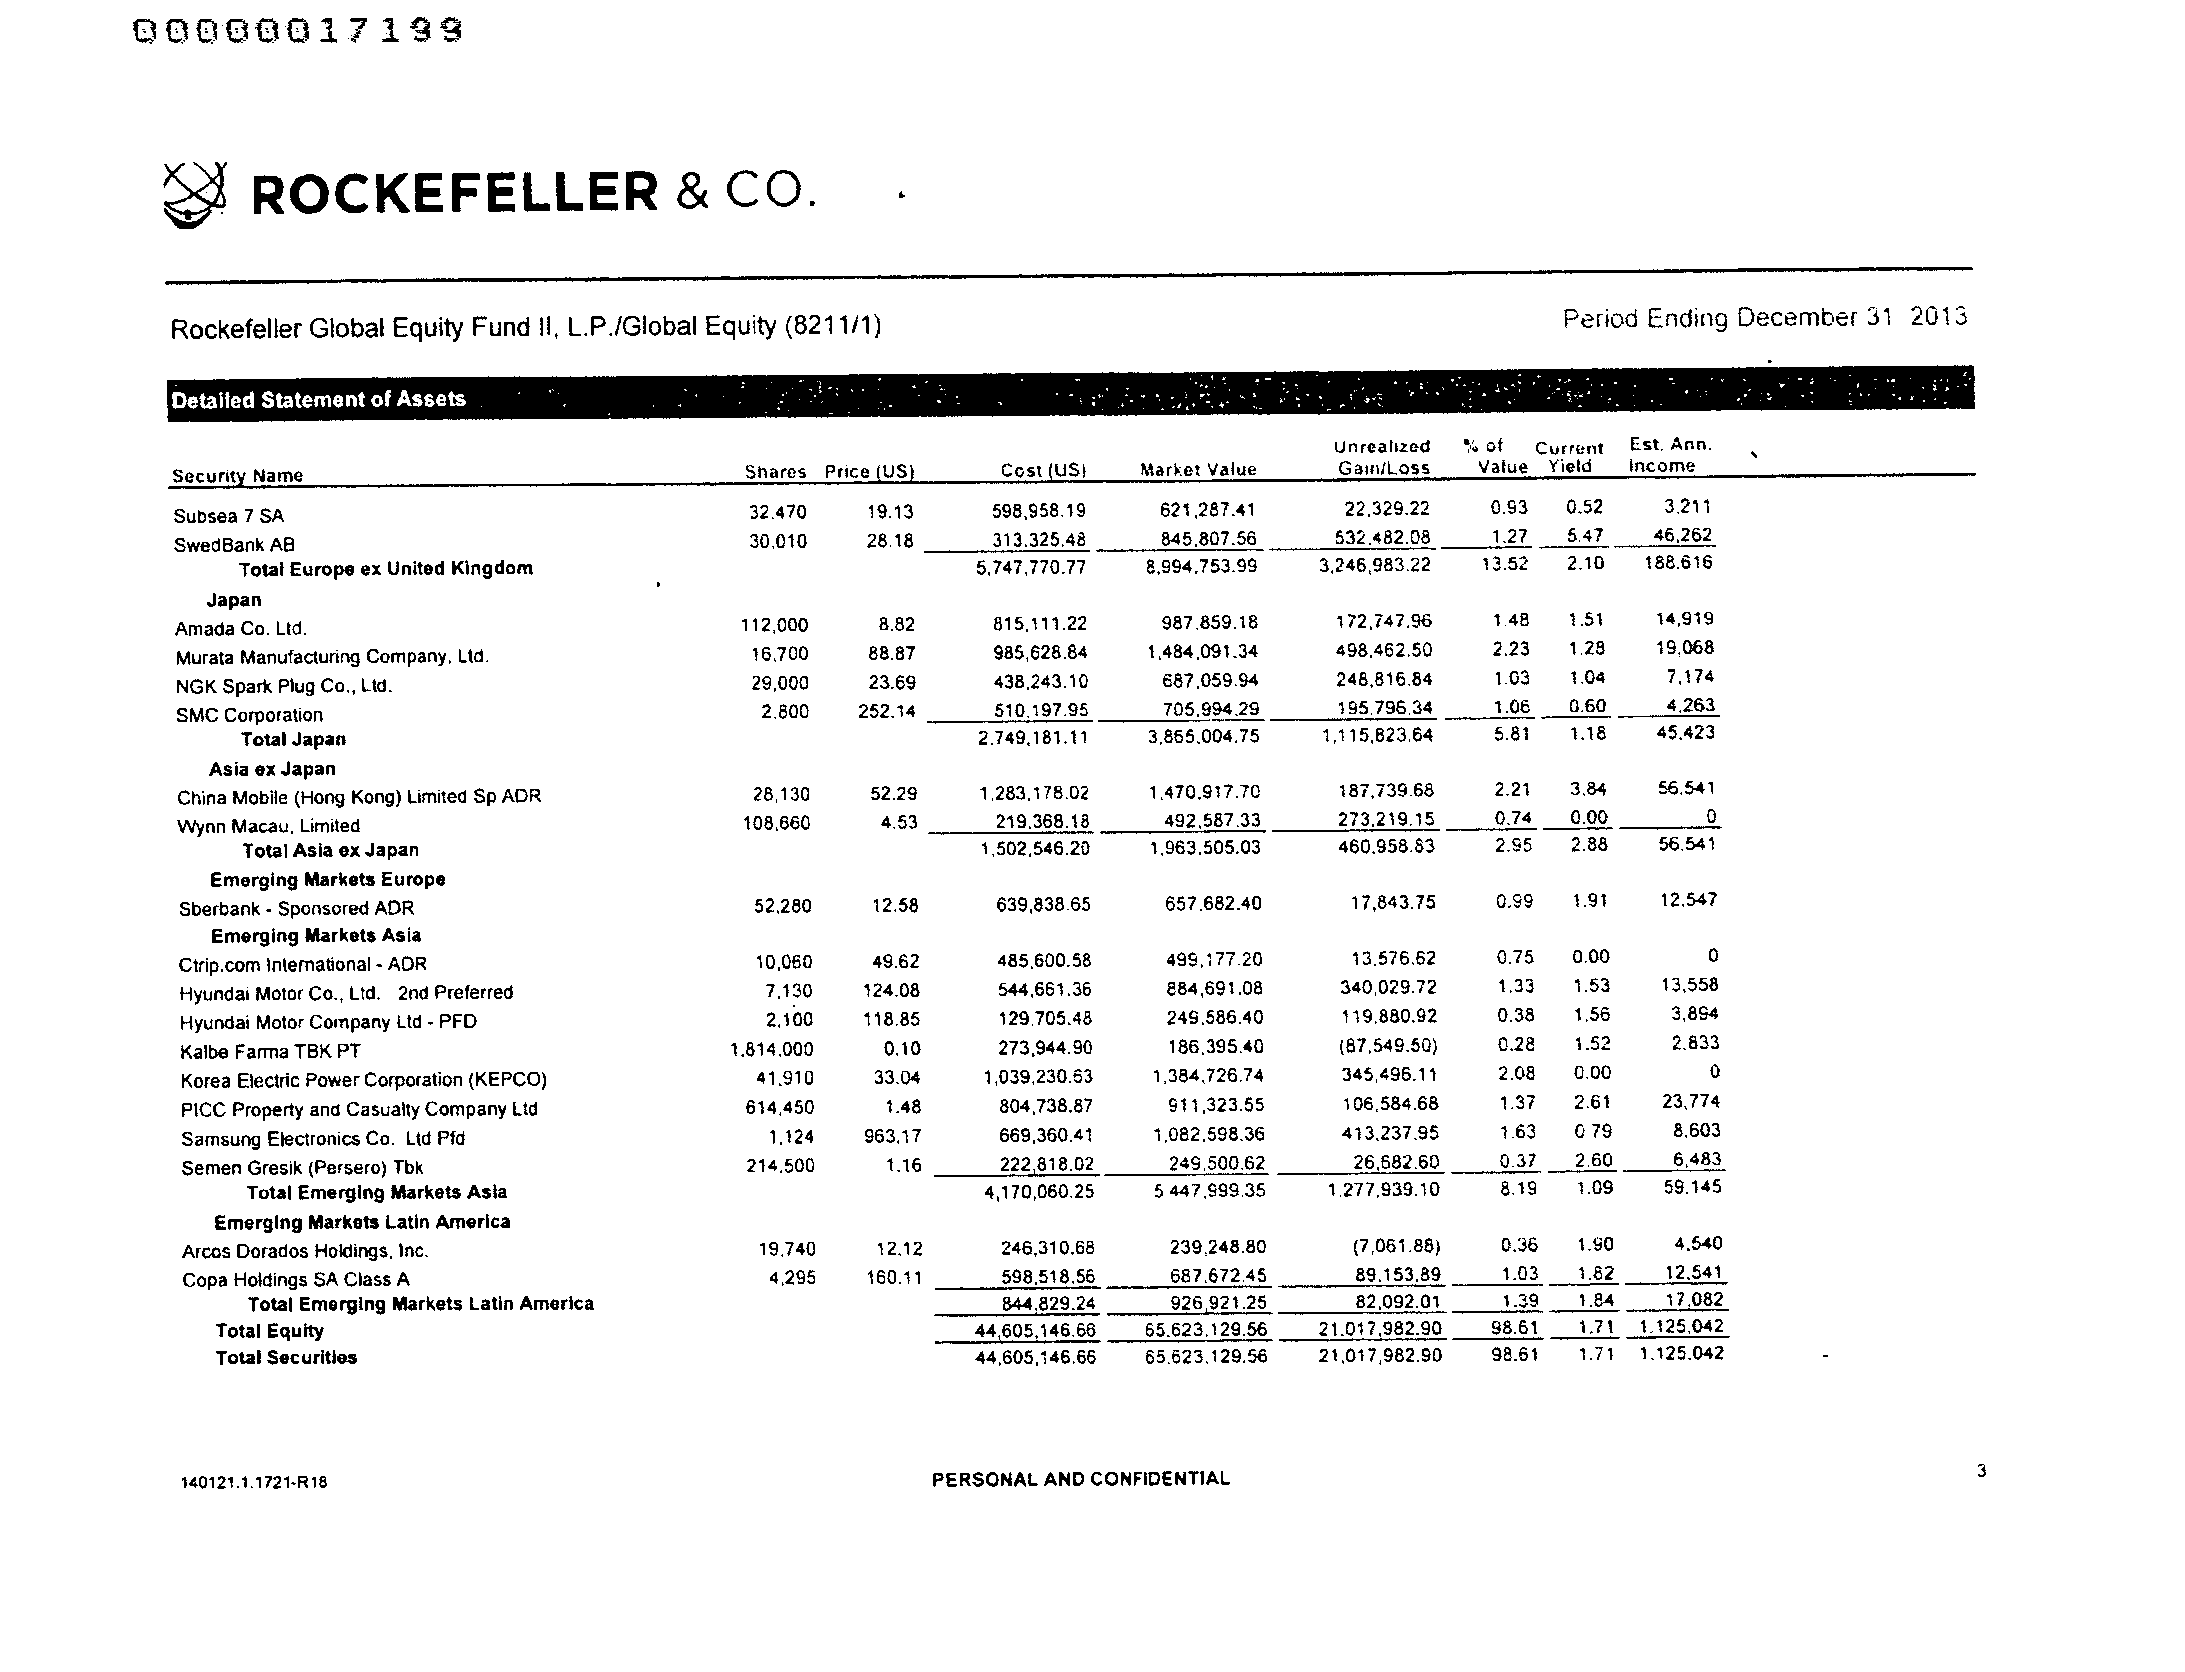 00000017199
ROCKEFELLER & CO.
Rockefeller Global Equity Fund II, L.P./Global Equity (8211/1) Period Ending December 31 2013
Detailed Statement of Assets
Unrealized % of Current Est. Ann.
Security Name Shares Price (US) Cost (US) Market Value Gain/Loss Value Yield Income
Subsea 7 SA 32,470 19.13 598,958.19 621,287.41 22,329.22 0.93 0.52 3,211
SwedBank AB 30,010 28.18 313,325.48 845,807.56 532,482.08 1.27 5.47 46,262
Total Europe ex United Kingdom 5,747,770.77 8,994,753.99 3,246,983.22 13.52 2.10 188,616
Japan
Amada Co. Ltd. 112,000 8.82 815,111.22 987,859.18 172,747.96 1.48 1.51 14,919
Murata Manufacturing Company, Ltd. 16,700 88.87 985,628.84 1,484,091.34 498,462.50 2.23 1.28 19,068
NGK Spark Plug Co., Ltd. 29,000 23.69 438,243.10 687,059.94 248,816.84 1.03 1.04 7,174
SMC Corporation 2,800 252.14 510,197.95 705,994.29 195,796.34 1.06 0.60 4,263
Total Japan 2,749,181.11 3,865,004.75 1,115,823.64 5.81 1.18 45,423
Asia ex Japan
China Mobile (Hong Kong) Limited Sp ADR 28,130 52.29 1,283,178.02 1,470,917.70 187,739.68 2.21 3.84 56,541
Wynn Macau, Limited 108,660 4.53 219,368.18 492,587.33 273,219.15 0.74 0.00 0
Total Asia ex Japan 1,502,546.20 1,963,505.03 460,958.83 2.95 2.88 56,541
Emerging Markets Europe
Sberbank - Sponsored ADR 52,280 12.58 639,838.65 657,682.40 17,843.75 0.99 1.91 12,547
Emerging Markets Asia
Ctrip.com International - ADR 10,060 49.62 485,600.58 499,177.20 13,576.62 0.75 0.00 0
Hyundai Motor Co., Ltd. 2nd Preferred 7,130 124.08 544,661.36 884,691.08 340,029.72 1.33 1.53 13,558
Hyundai Motor Company Ltd - PFD 2,100 118.85 129,705.48 249,586.40 119,880.92 0.38 1.56 3,894
Kalbe Farma TBK PT 1,814,000 0.10 273,944.90 186,395.40 (87,549.50) 0.28 1.52 2,833
Korea Electric Power Corporation (KEPCO) 41,910 33.04 1,039,230.63 1,384,726.74 345,496.11 2.08 0.00 0
PICC Property and Casualty Company Ltd 614,450 1.48 804,738.87 911,323.55 106,584.68 1.37 2.61 23,774
Samsung Electronics Co. Ltd Pfd 1,124 963.17 669,360.41 1,082,598.36 413,237.95 1.63 0.79 8,603
Semen Gresik (Persero) Tbk 214,500 1.16 222,818.02 249,500.62 26,682.60 0.37 2.60 6,483
Total Emerging Markets Asia 4,170,060.25 5,447,999.35 1,277,939.10 8.19 1.09 59,145
Emerging Markets Latin America
Arcos Dorados Holdings, Inc. 19,740 12.12 246,310.68 239,248.80 (7,061.88) 0.36 1.90 4,540
Copa Holdings SA Class A 4,295 160.11 598,518.56 687,672.45 89,153.89 1.03 1.82 12,541
Total Emerging Markets Latin America 844,829.24 926,921.25 82,092.01 1.39 1.84 17,082
Total Equity 44,605,146.66 65,623,129.56 21,017,982.90 98.61 1.71 1,125,042
Total Securities 44,605,146.66 65,623,129.56 21,017,982.90 98.61 1.71 1,125,042
140121.1.1721-R18 PERSONAL AND CONFIDENTIAL 3